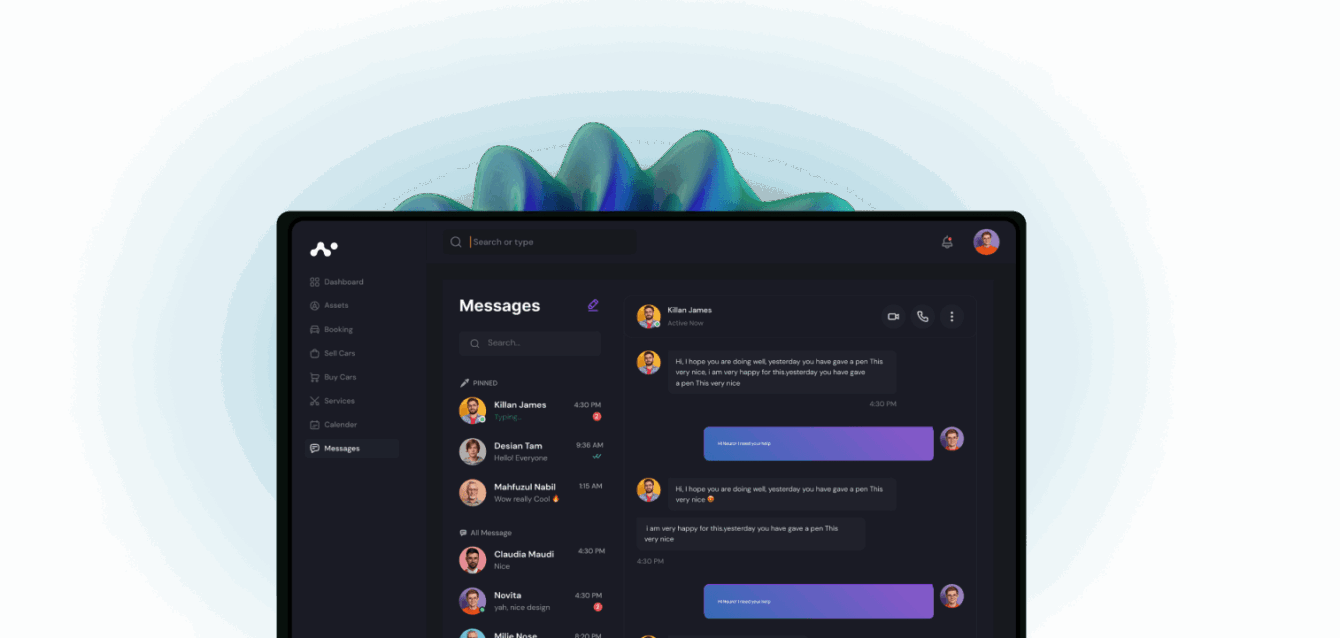 Search or type
Dashboard
Assets
Booking
Sell Cars
Buy Cars
Services
Calender
Messages
Messages
Search...
PINNED
Killan James
4:30 PM
Typing...
2
Desian Tam
9:36 AM
Hello! Everyone
Mahfuzul Nabil
1:15 AM
Wow really Cool 🔥
All Message
Claudia Maudi
4:30 PM
Nice
Novita
4:30 PM
yah, nice design
2
Milie Nose
8:20 PM
Killan James
Active Now
Hi, I hope you are doing well, yesterday you have gave a pen This
very nice, i am very happy for this.yesterday you have gave
a pen This very nice
4:30 PM
need your help
Hi, I hope you are doing well, yesterday you have gave a pen This
very nice 😍
i am very happy for this.yesterday you have gave a pen This
very nice
4:30 PM
need your help